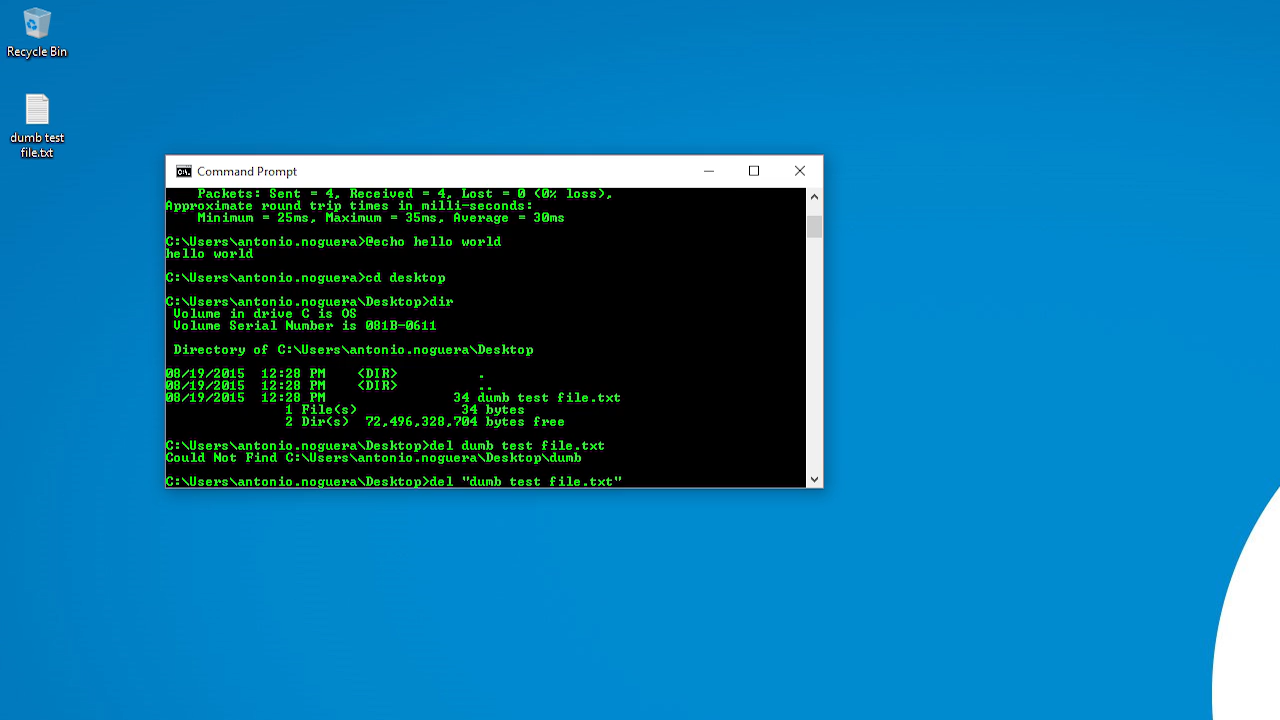 Recycle Bin
dumb test
file.txt
Command Prompt
Packets: Sent = 4, Received = 4, Lost = 0 (0% loss),
Approximate round trip times in milli-seconds:
Minimum = 25ms, Maximum = 35ms, Average = 30ms
C:\Users\antonio.noguera>@echo hello world
hello world
C:\Users\antonio.noguera>cd desktop
C:\Users\antonio.noguera\Desktop>dir
Volume in drive C is OS
Volume Serial Number is 081B-0611
Directory of C:\Users\antonio.noguera\Desktop
08/19/2015  12:28 PM    <DIR>          .
08/19/2015  12:28 PM    <DIR>          ..
08/19/2015  12:28 PM                34 dumb test file.txt
1 File(s)             34 bytes
2 Dir(s)  72,496,328,704 bytes free
C:\Users\antonio.noguera\Desktop>del dumb test file.txt
Could Not Find C:\Users\antonio.noguera\Desktop\dumb
C:\Users\antonio.noguera\Desktop>del "dumb test file.txt"